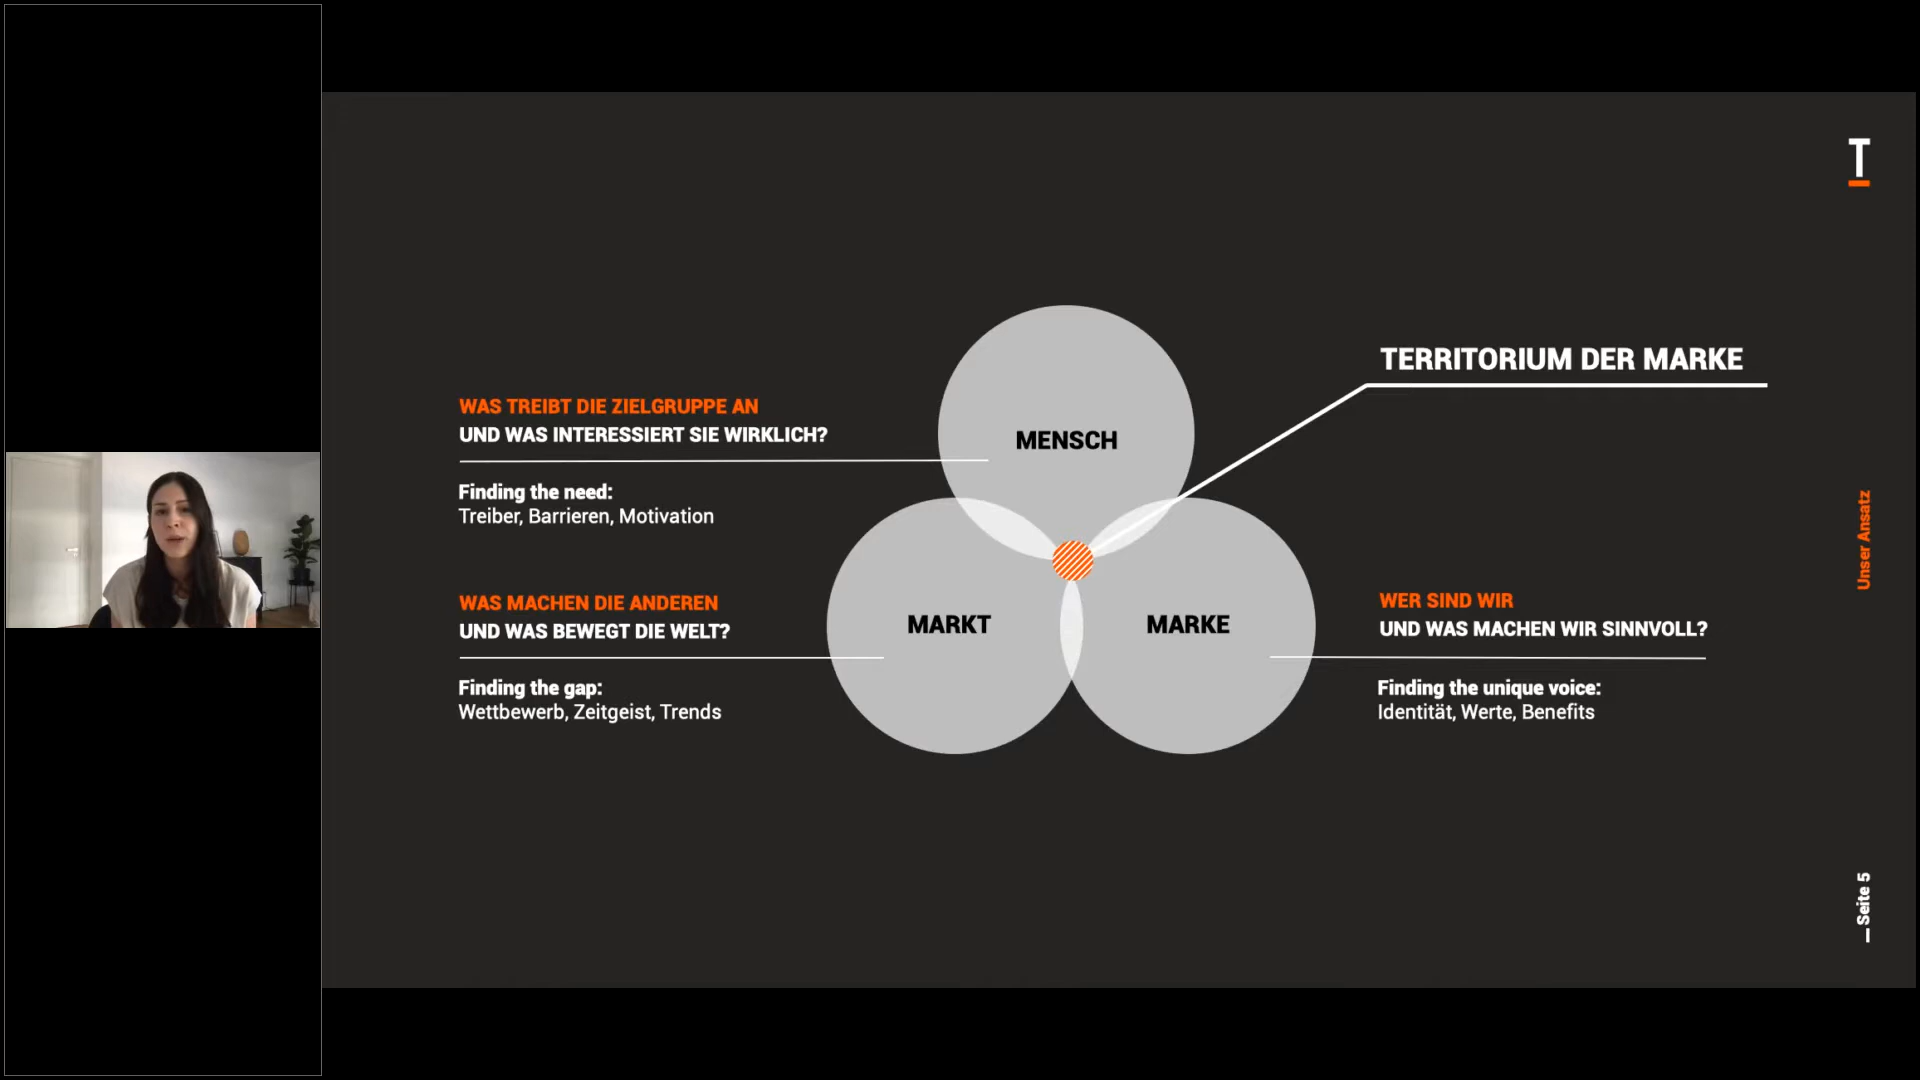 T
TERRITORIUM DER MARKE
WAS TREIBT DIE ZIELGRUPPE AN
UND WAS INTERESSIERT SIE WIRKLICH?
Finding the need:
Treiber, Barrieren, Motivation
MENSCH
WAS MACHEN DIE ANDEREN
UND WAS BEWEGT DIE WELT?
Finding the gap:
Wettbewerb, Zeitgeist, Trends
MARKT
MARKE
WER SIND WIR
UND WAS MACHEN WIR SINNVOLL?
Finding the unique voice:
Identität, Werte, Benefits
Unser Ansatz
Seite 5